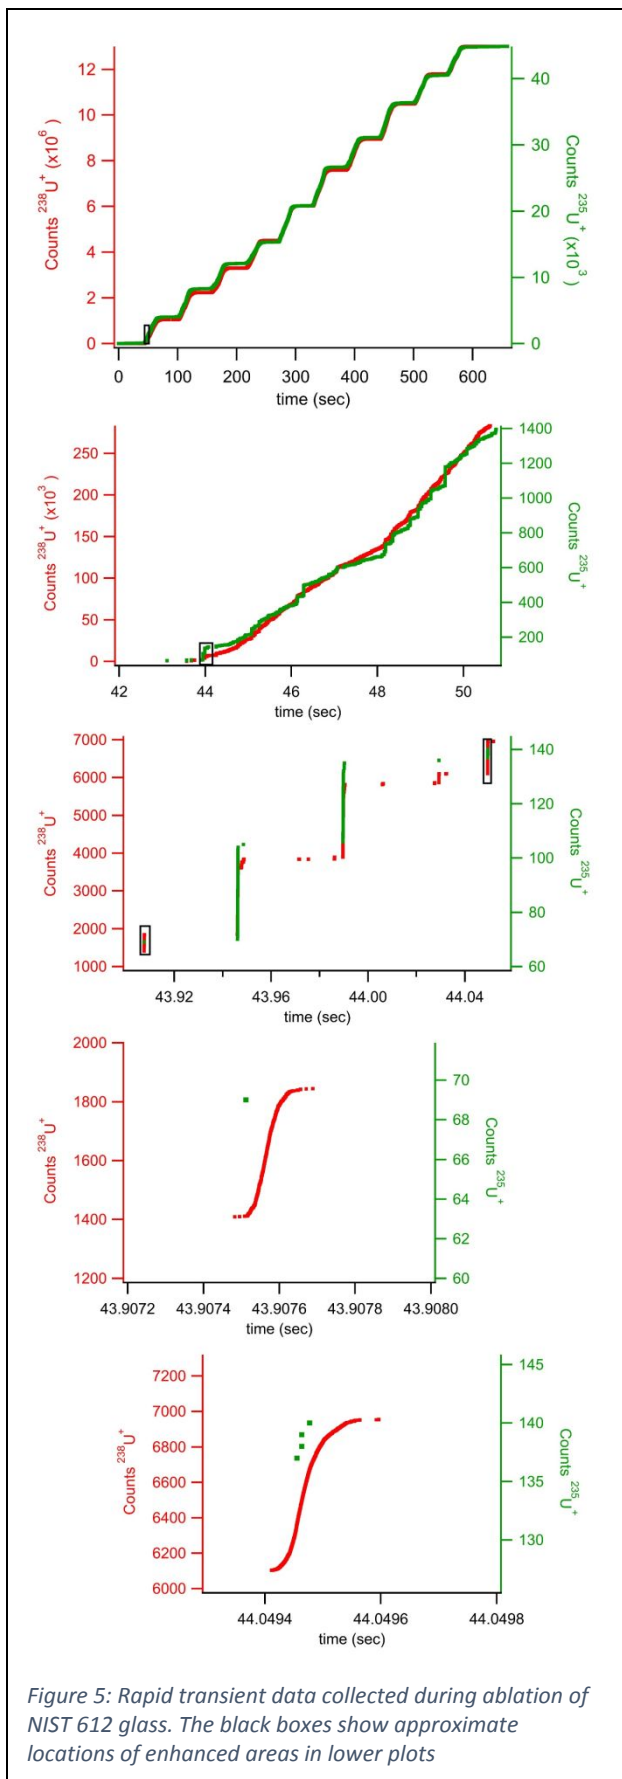 12
10
8
6
4
2
0
Counts ²³⁸U⁺ (x10⁶ )
40
30
20
10
0
Counts ²³⁵U⁺ (x10³ )
0 100 200 300 400 500 600
time (sec)
250
200
150
100
50
0
Counts ²³⁸U⁺ (x10³ )
1400
1200
1000
800
600
400
200
Counts ²³⁵U⁺
42 44 46 48 50
time (sec)
7000
6000
5000
4000
3000
2000
1000
Counts ²³⁸U⁺
140
120
100
80
60
Counts ²³⁵U⁺
43.92 43.96 44.00 44.04
time (sec)
2000
1800
1600
1400
1200
Counts ²³⁸U⁺
70
68
66
64
62
60
Counts ²³⁵U⁺
43.9072 43.9074 43.9076 43.9078 43.9080
time (sec)
7200
7000
6800
6600
6400
6200
6000
Counts ²³⁸U⁺
145
140
135
130
Counts ²³⁵U⁺
44.0494 44.0496 44.0498
time (sec)
Figure 5: Rapid transient data collected during ablation of
NIST 612 glass. The black boxes show approximate
locations of enhanced areas in lower plots